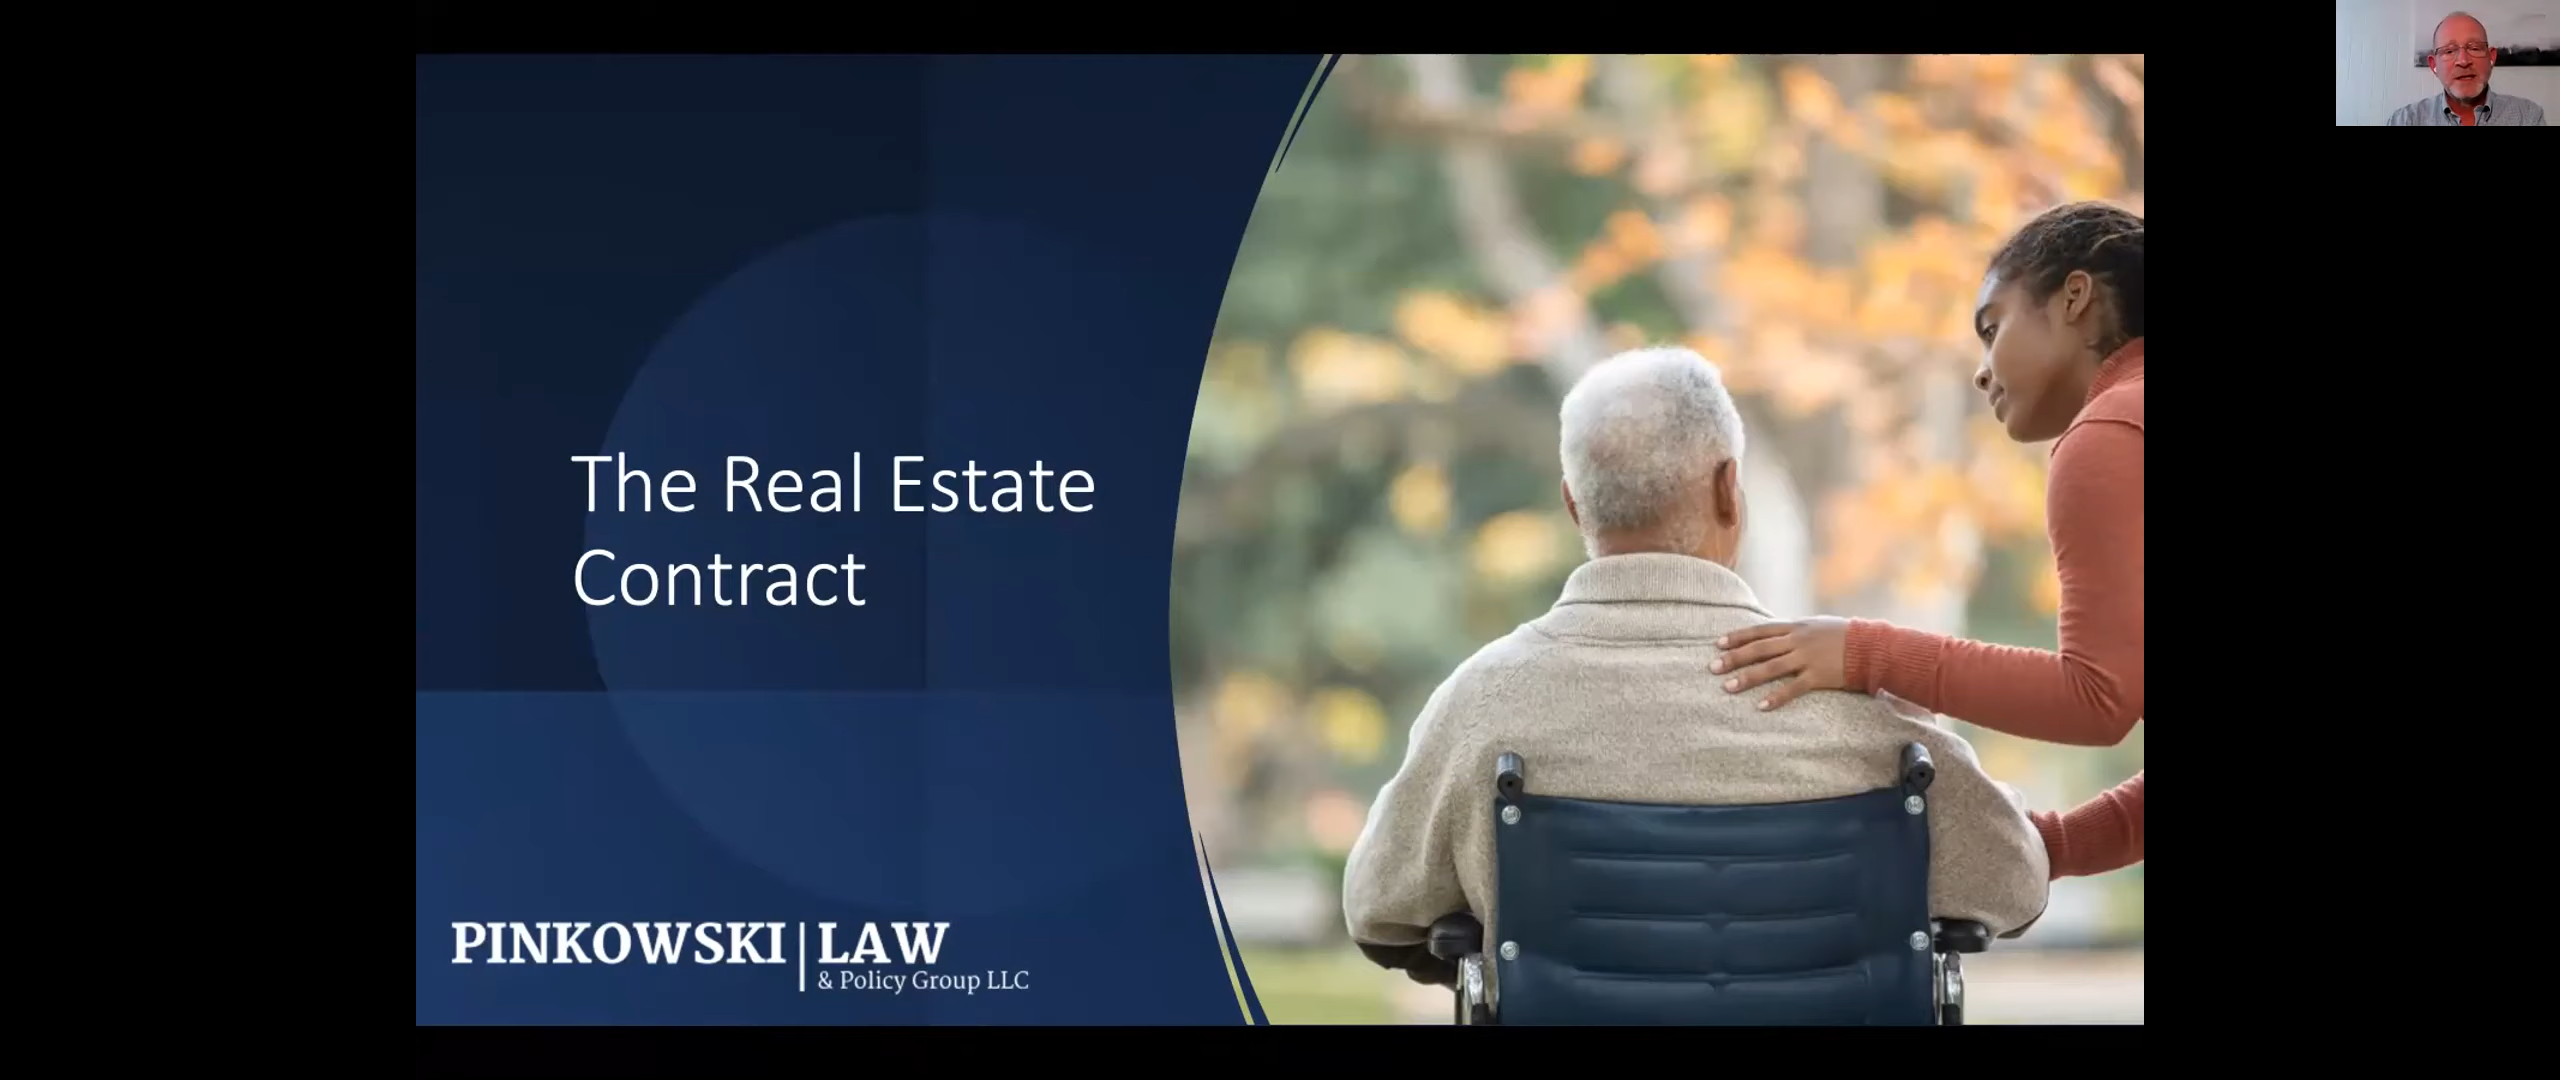 The Real Estate
Contract
PINKOWSKI | LAW
& Policy Group LLC